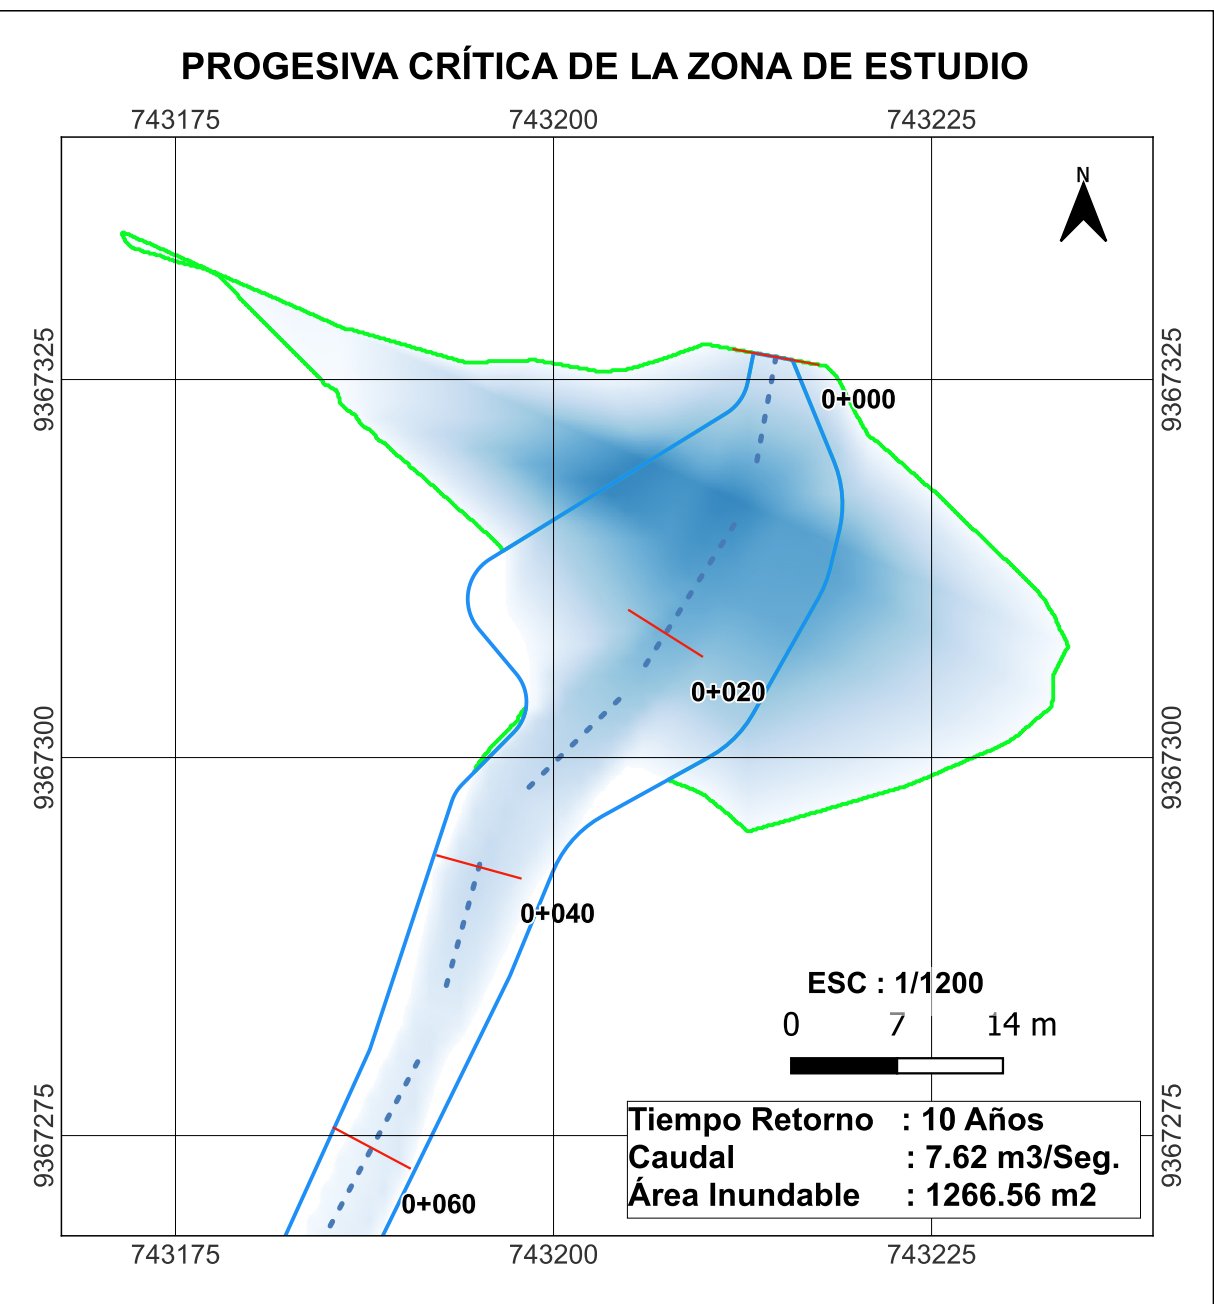 PROGESIVA CRÍTICA DE LA ZONA DE ESTUDIO
743175 743200 743225
N
9367325 9367325
0+000
0+020
9367300 9367300
0+040
ESC : 1/1200
0 7 14 m
9367275 9367275
Tiempo Retorno : 10 Años
Caudal : 7.62 m3/Seg.
Área Inundable : 1266.56 m2
0+060
743175 743200 743225